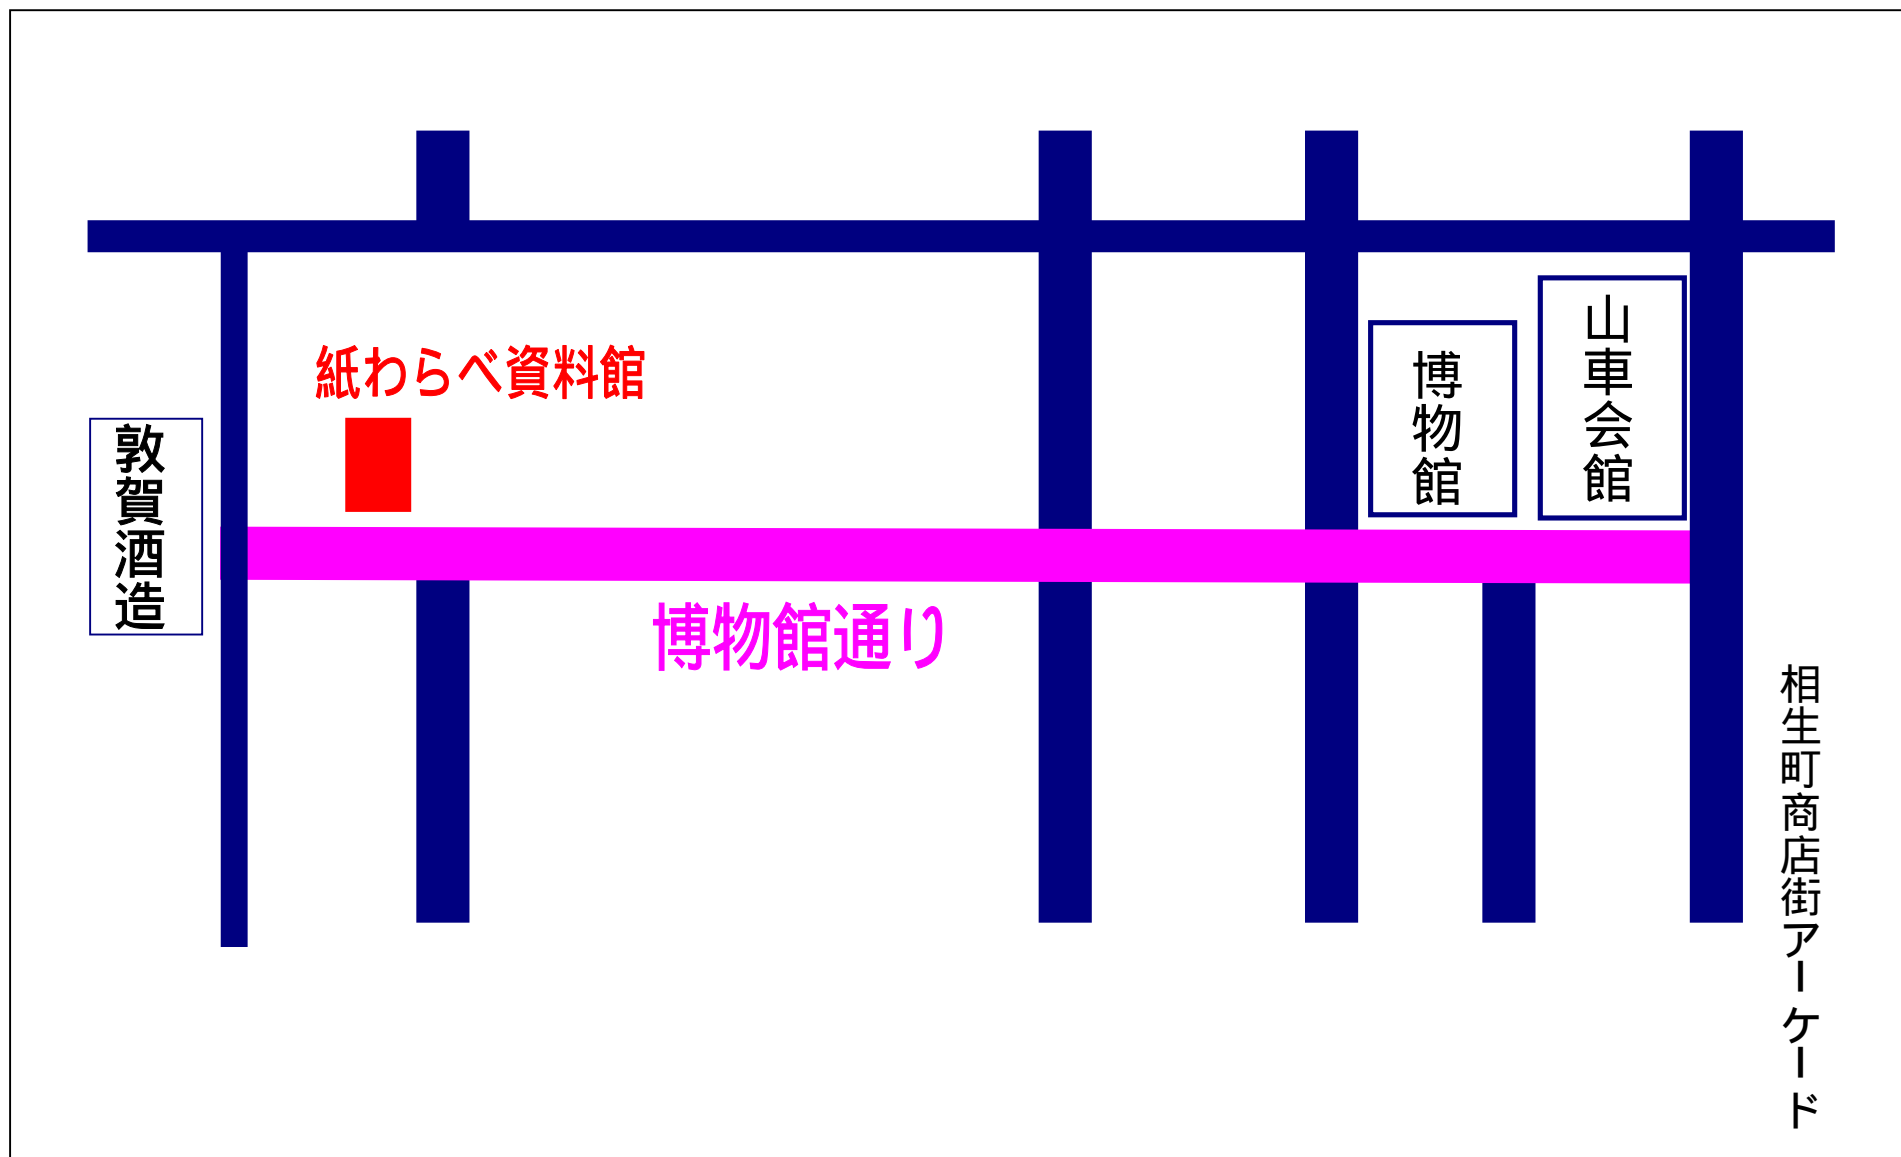 紙わらべ資料館
敦賀酒造
博物館通り
博物館
山車会館
相生町商店街アーケード